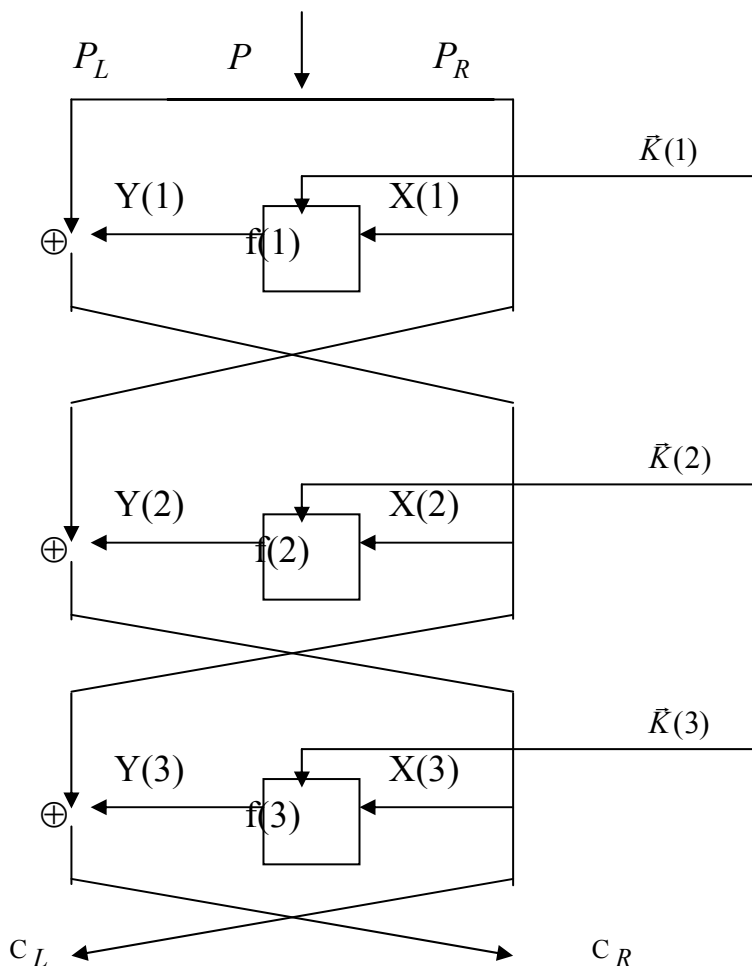 P_L P P_R
K⃗(1)
Y(1) X(1)
f(1)
⊕
K⃗(2)
Y(2) X(2)
f(2)
⊕
K⃗(3)
Y(3) X(3)
f(3)
⊕
C_L C_R